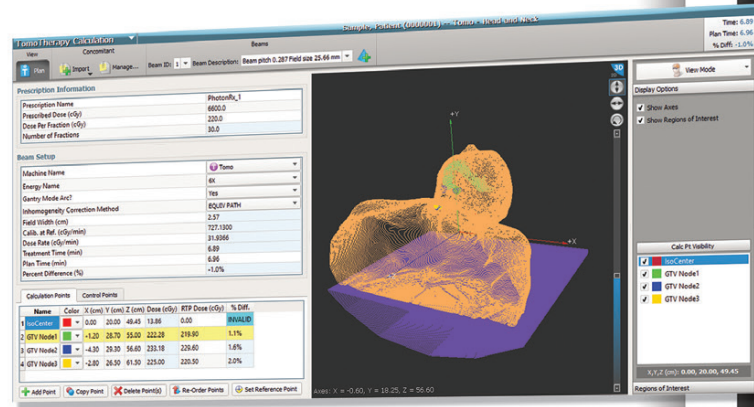 TomoTherapy Calculation
Sample, Patient (0000001) -- Tomo - Head and Neck
View
Concomitant
Beams
Plan
Import
Manage...
Beam ID: 1
Beam Description: Beam pitch 0.287 Field size 25.66 mm
Time: 6.89
Plan Time: 6.96
% Diff: -1.0%
Prescription Information
Prescription Name PhotonRx_1
Prescribed Dose (cGy) 6600.0
Dose Per Fraction (cGy) 220.0
Number of Fractions 30.0
Beam Setup
Machine Name Tomo
Energy Name 6X
Gantry Mode Arc? Yes
Inhomogeneity Correction Method EQUIV PATH
Field Width (cm) 2.57
Calib. at Ref. (cGy/min) 727.1300
Dose Rate (cGy/min) 31.9366
Treatment Time (min) 6.89
Plan Time (min) 6.96
Percent Difference (%) -1.0%
Calculation Points Control Points
Name Color X (cm) Y (cm) Z (cm) Dose (cGy) RTP Dose (cGy) % Diff.
1 IsoCenter 0.00 20.00 49.45 13.86 0.00 INVALID
2 GTV Node1 -1.20 28.70 55.00 222.28 219.90 1.1%
3 GTV Node2 -4.30 29.30 56.60 233.18 229.60 1.6%
4 GTV Node3 -2.80 26.50 61.50 225.00 220.50 2.0%
Add Point Copy Point Delete Point(s) Re-Order Points Set Reference Point
3D
+Y
+X
Axes: X = -0.60, Y = 18.25, Z = 56.60
View Mode
Display Options
Show Axes
Show Regions of Interest
Calc Pt Visibility
IsoCenter
GTV Node1
GTV Node2
GTV Node3
X,Y,Z (cm): 0.00, 20.00, 49.45
Regions of Interest